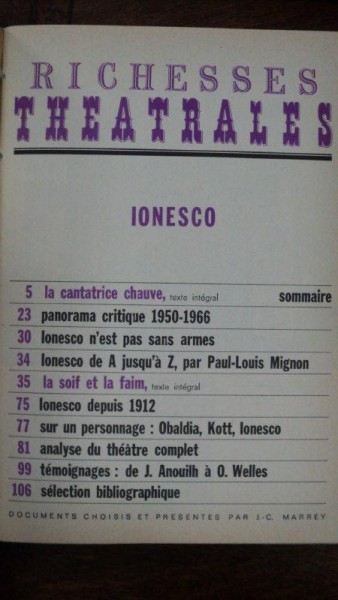 RICHESSES
THEATRALES
IONESCO
5 la cantatrice chauve, texte intégral sommaire
23 panorama critique 1950-1966
30 Ionesco n'est pas sans armes
34 Ionesco de A jusqu'à Z, par Paul-Louis Mignon
35 la soif et la faim, texte intégral
75 Ionesco depuis 1912
77 sur un personnage : Obaldia, Kott, Ionesco
81 analyse du théâtre complet
99 témoignages : de J. Anouilh à O. Welles
106 sélection bibliographique
DOCUMENTS CHOISIS ET PRESENTES PAR J.-C. MARREY